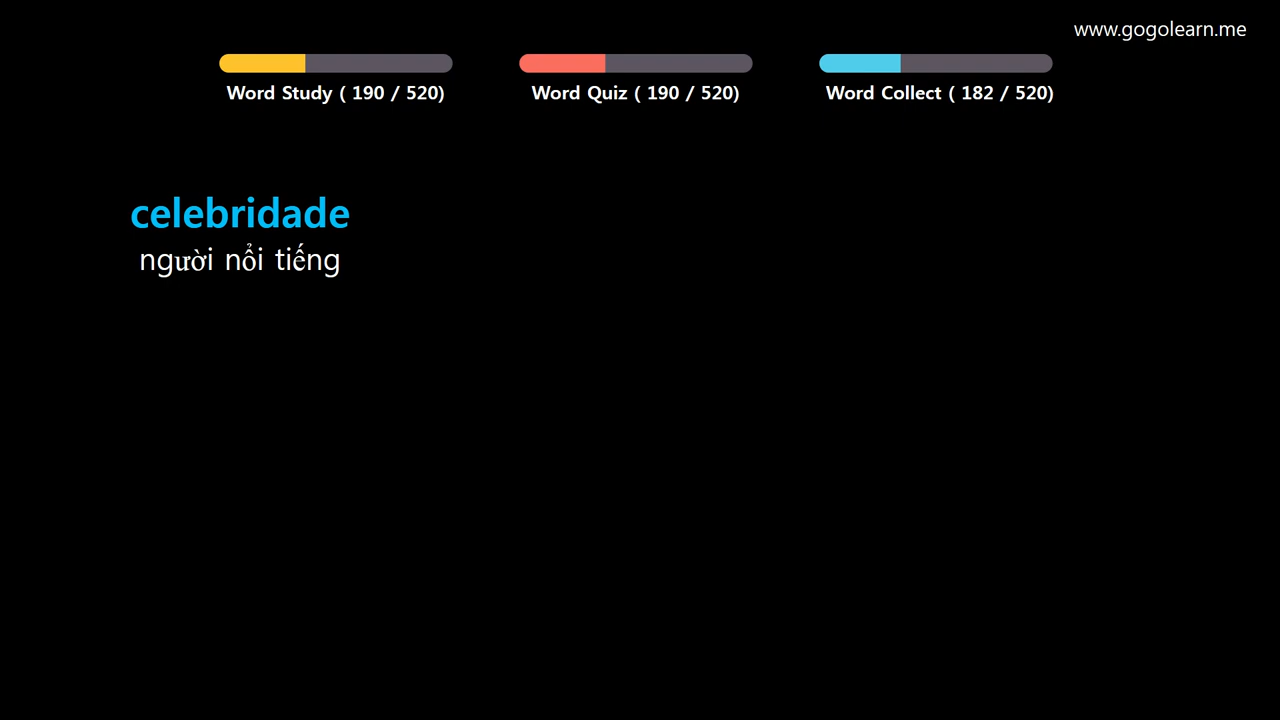 www.gogolearn.me
Word Study ( 190 / 520)
Word Quiz ( 190 / 520)
Word Collect ( 182 / 520)
celebridade
người nổi tiếng